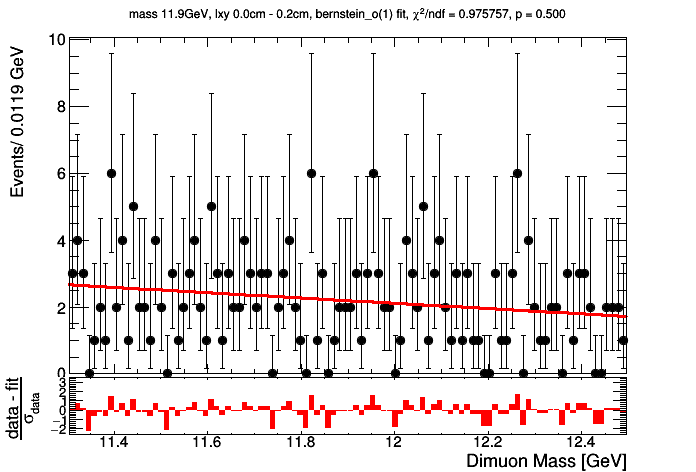 mass 11.9GeV, lxy 0.0cm - 0.2cm, bernstein_o(1) fit, χ²/ndf = 0.975757, p = 0.500
Events/ 0.0119 GeV
10
8
6
4
2
0
data - fit
σdata
3
2
1
0
−1
−2
11.4 11.6 11.8 12 12.2 12.4
Dimuon Mass [GeV]